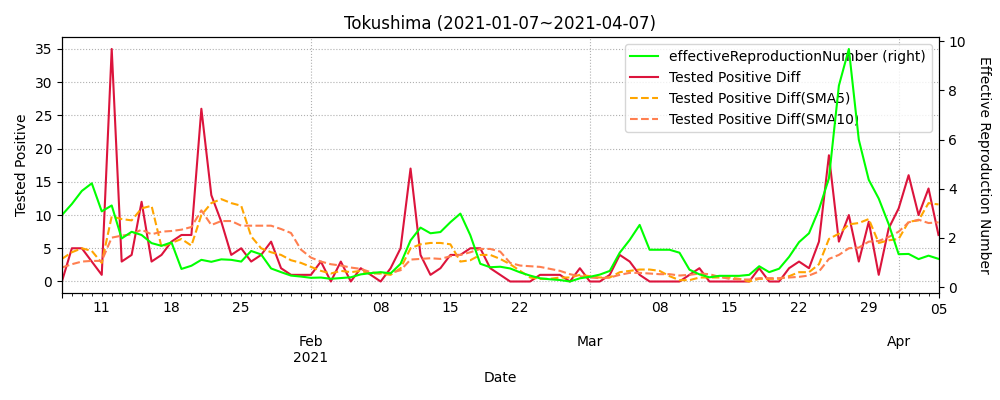 Tokushima (2021-01-07~2021-04-07)
effectiveReproductionNumber (right)
Tested Positive Diff
Tested Positive Diff(SMA5)
Tested Positive Diff(SMA10)
Tested Positive
35
30
25
20
15
10
5
0
10
8
6
4
2
0
Effective Reproduction Number
11 18 25 08 15 22 08 15 22 29 05
Feb Mar Apr
2021
Date